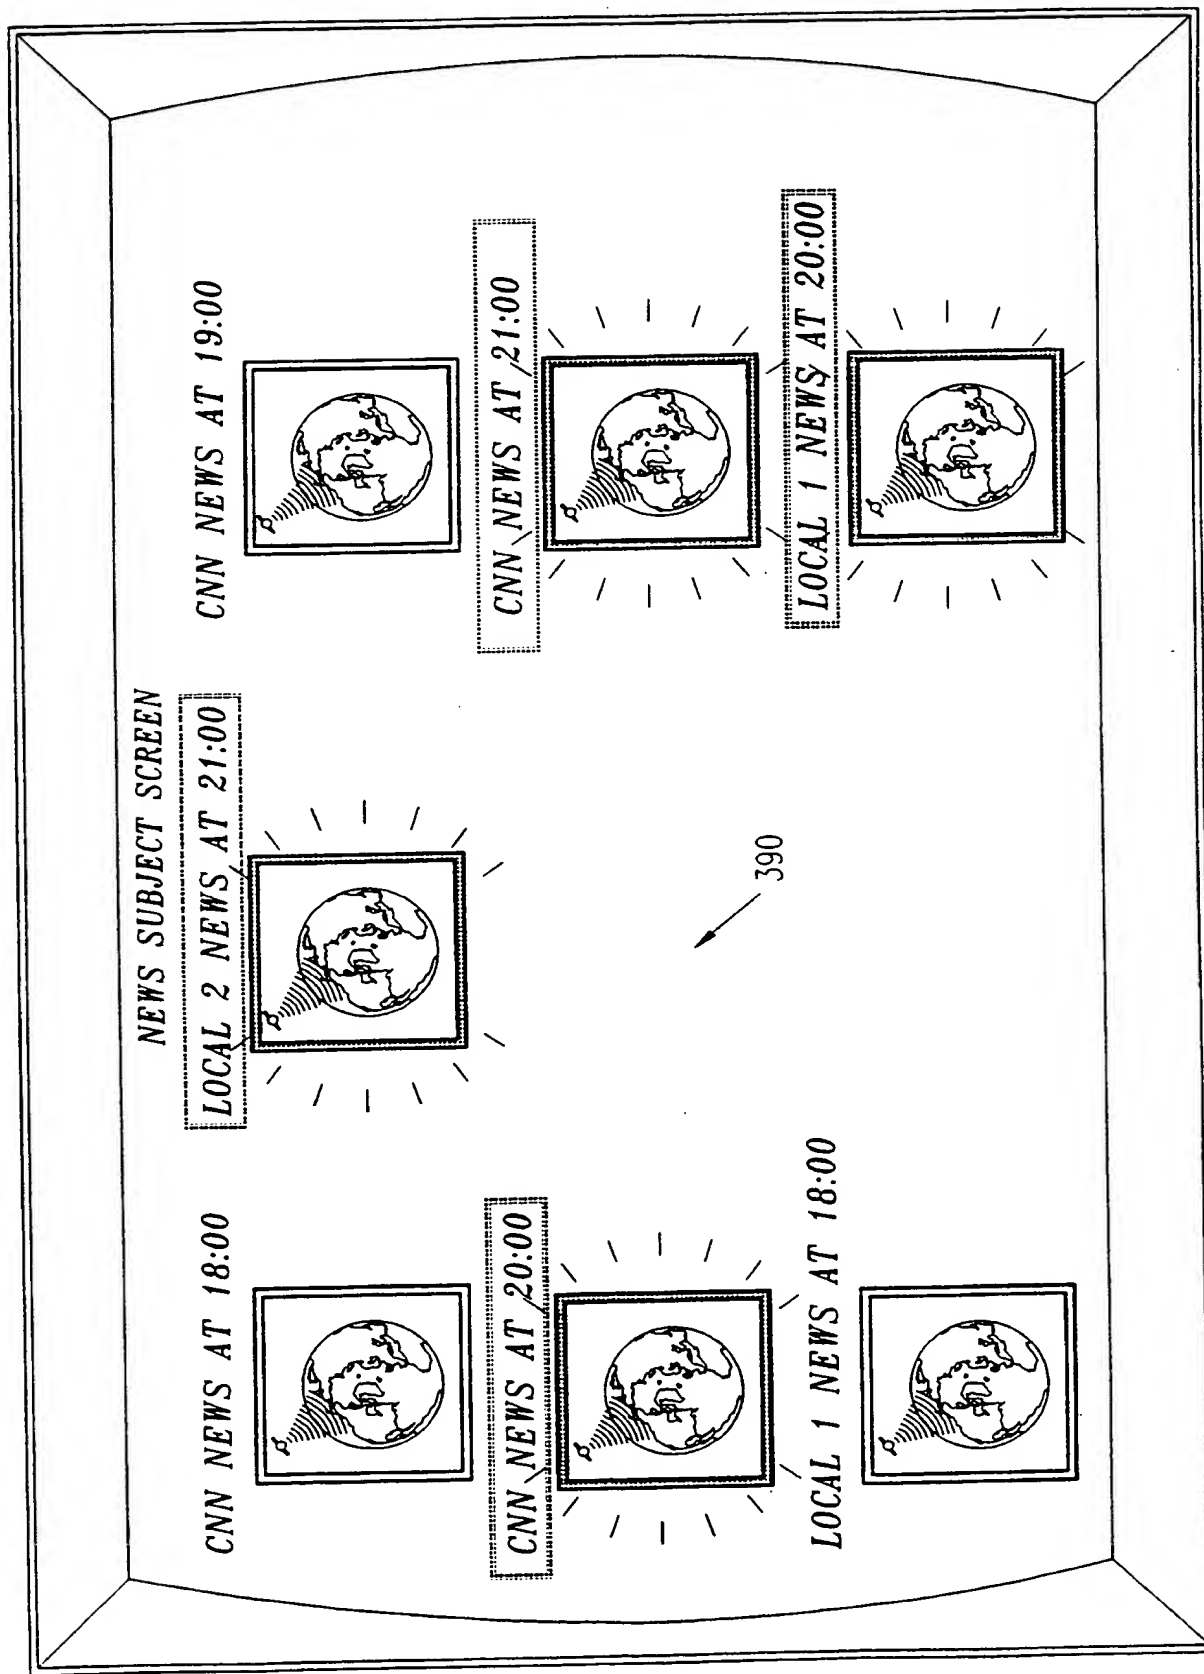 NEWS SUBJECT SCREEN
CNN NEWS AT 18:00
LOCAL 2 NEWS AT 21:00
CNN NEWS AT 19:00
CNN NEWS AT 20:00
CNN NEWS AT 21:00
LOCAL 1 NEWS AT 18:00
LOCAL 1 NEWS AT 20:00
390